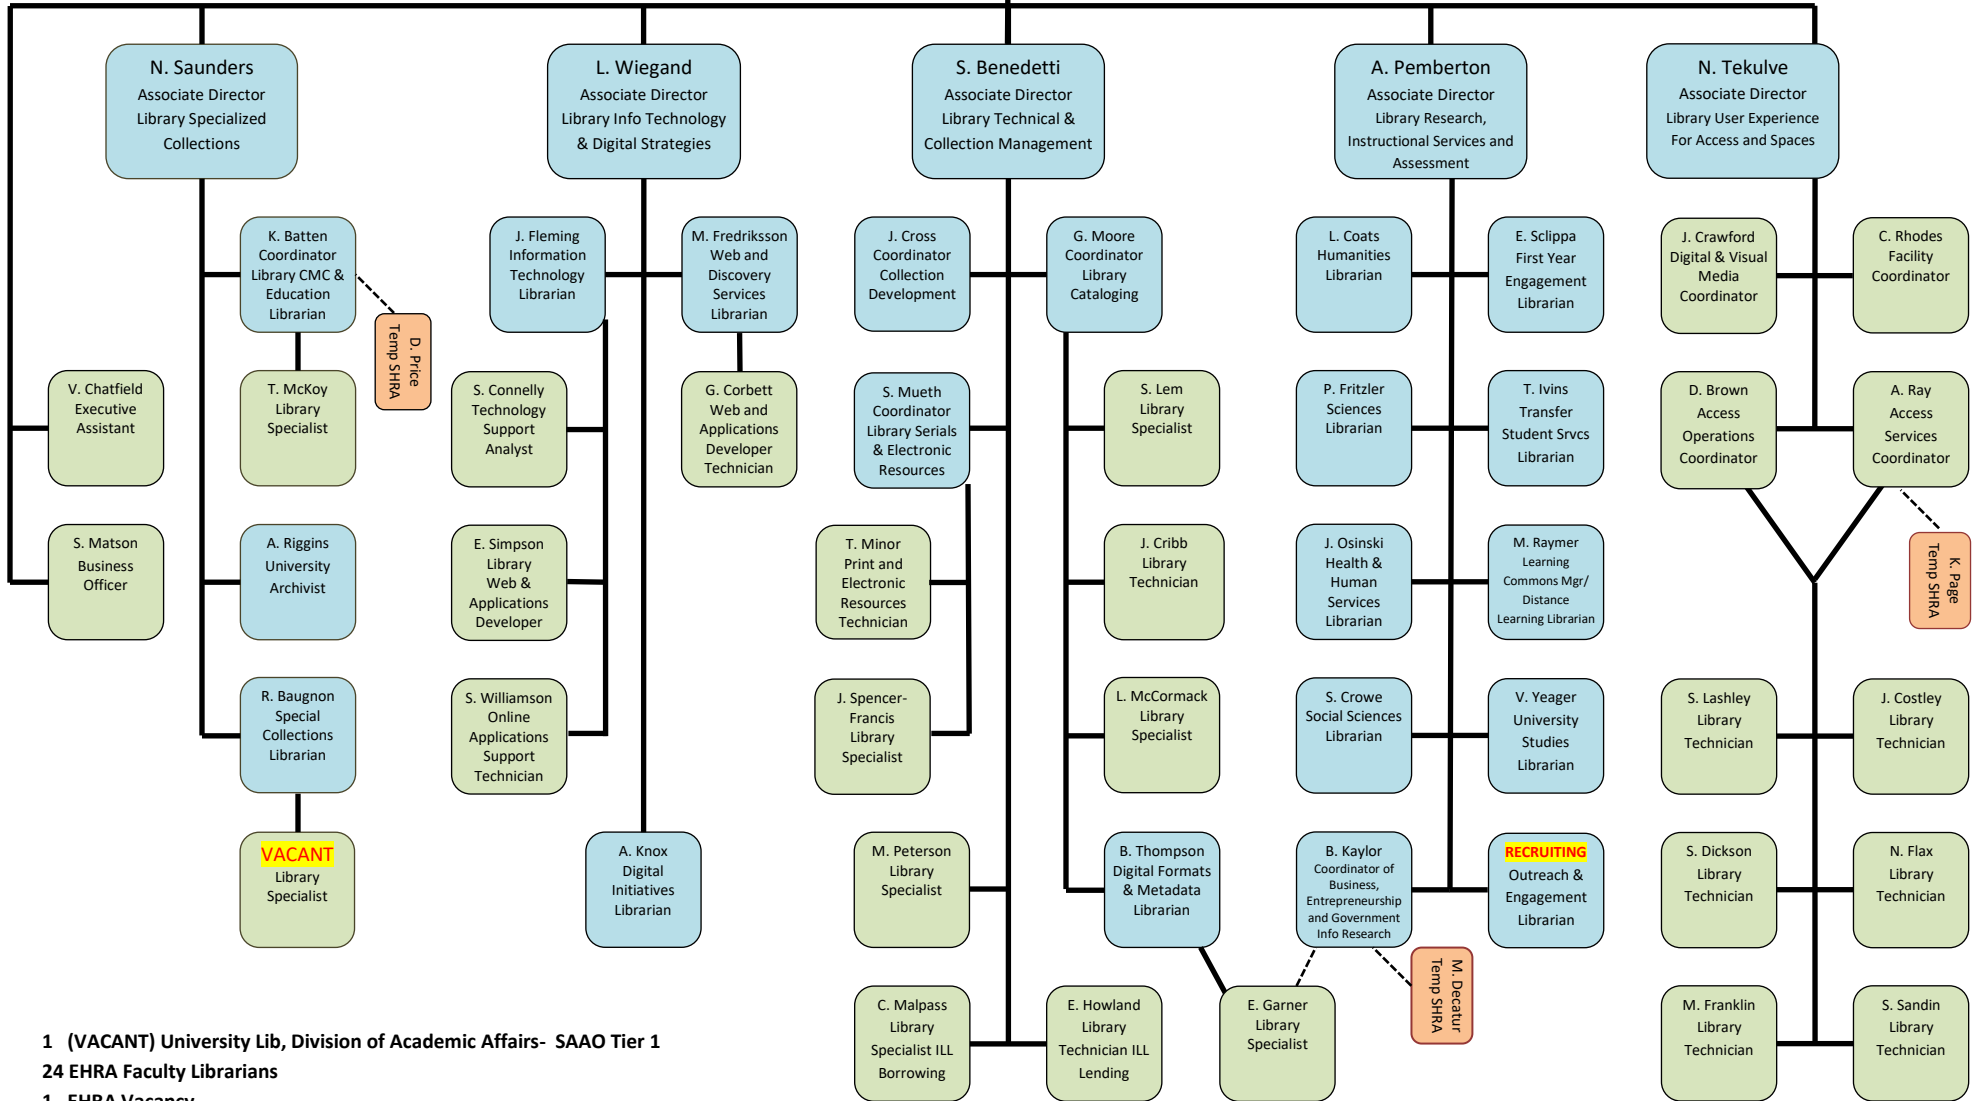 N. Saunders
Associate Director
Library Specialized
Collections
L. Wiegand
Associate Director
Library Info Technology
& Digital Strategies
S. Benedetti
Associate Director
Library Technical &
Collection Management
A. Pemberton
Associate Director
Library Research,
Instructional Services and
Assessment
N. Tekulve
Associate Director
Library User Experience
For Access and Spaces
K. Batten
Coordinator
Library CMC &
Education
Librarian
J. Fleming
Information
Technology
Librarian
M. Fredriksson
Web and
Discovery
Services
Librarian
J. Cross
Coordinator
Collection
Development
G. Moore
Coordinator
Library
Cataloging
L. Coats
Humanities
Librarian
E. Sclippa
First Year
Engagement
Librarian
J. Crawford
Digital & Visual
Media
Coordinator
C. Rhodes
Facility
Coordinator
D. Price
Temp SHRA
V. Chatfield
Executive
Assistant
T. McKoy
Library
Specialist
S. Connelly
Technology
Support
Analyst
G. Corbett
Web and
Applications
Developer
Technician
S. Mueth
Coordinator
Library Serials
& Electronic
Resources
S. Lem
Library
Specialist
P. Fritzler
Sciences
Librarian
T. Ivins
Transfer
Student Srvcs
Librarian
D. Brown
Access
Operations
Coordinator
A. Ray
Access
Services
Coordinator
S. Matson
Business
Officer
A. Riggins
University
Archivist
E. Simpson
Library
Web &
Applications
Developer
T. Minor
Print and
Electronic
Resources
Technician
J. Cribb
Library
Technician
J. Osinski
Health &
Human
Services
Librarian
M. Raymer
Learning
Commons Mgr/
Distance
Learning Librarian
K. Page
Temp SHRA
R. Baugnon
Special
Collections
Librarian
S. Williamson
Online
Applications
Support
Technician
J. Spencer-
Francis
Library
Specialist
L. McCormack
Library
Specialist
S. Crowe
Social Sciences
Librarian
V. Yeager
University
Studies
Librarian
S. Lashley
Library
Technician
J. Costley
Library
Technician
VACANT
Library
Specialist
A. Knox
Digital
Initiatives
Librarian
M. Peterson
Library
Specialist
B. Thompson
Digital Formats
& Metadata
Librarian
B. Kaylor
Coordinator of
Business,
Entrepreneurship
and Government
Info Research
RECRUITING
Outreach &
Engagement
Librarian
S. Dickson
Library
Technician
N. Flax
Library
Technician
M. Decatur
Temp SHRA
C. Malpass
Library
Specialist ILL
Borrowing
E. Howland
Library
Technician ILL
Lending
E. Garner
Library
Specialist
M. Franklin
Library
Technician
S. Sandin
Library
Technician
1 (VACANT) University Lib, Division of Academic Affairs- SAAO Tier 1
24 EHRA Faculty Librarians
1 EHRA Vacancy